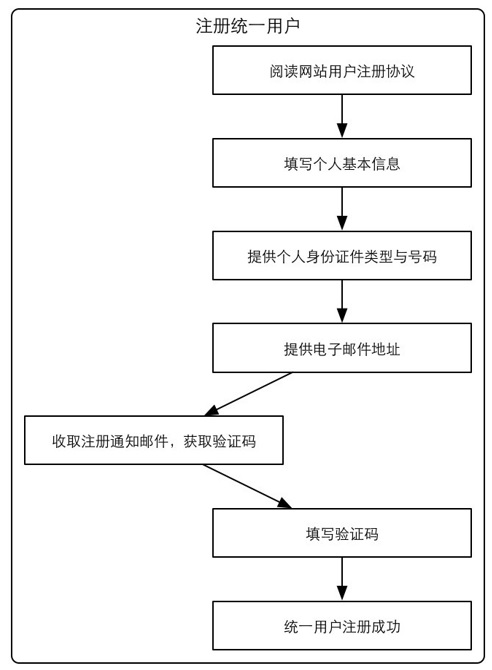 注册统一用户
阅读网站用户注册协议
填写个人基本信息
提供个人身份证件类型与号码
提供电子邮件地址
收取注册通知邮件，获取验证码
填写验证码
统一用户注册成功